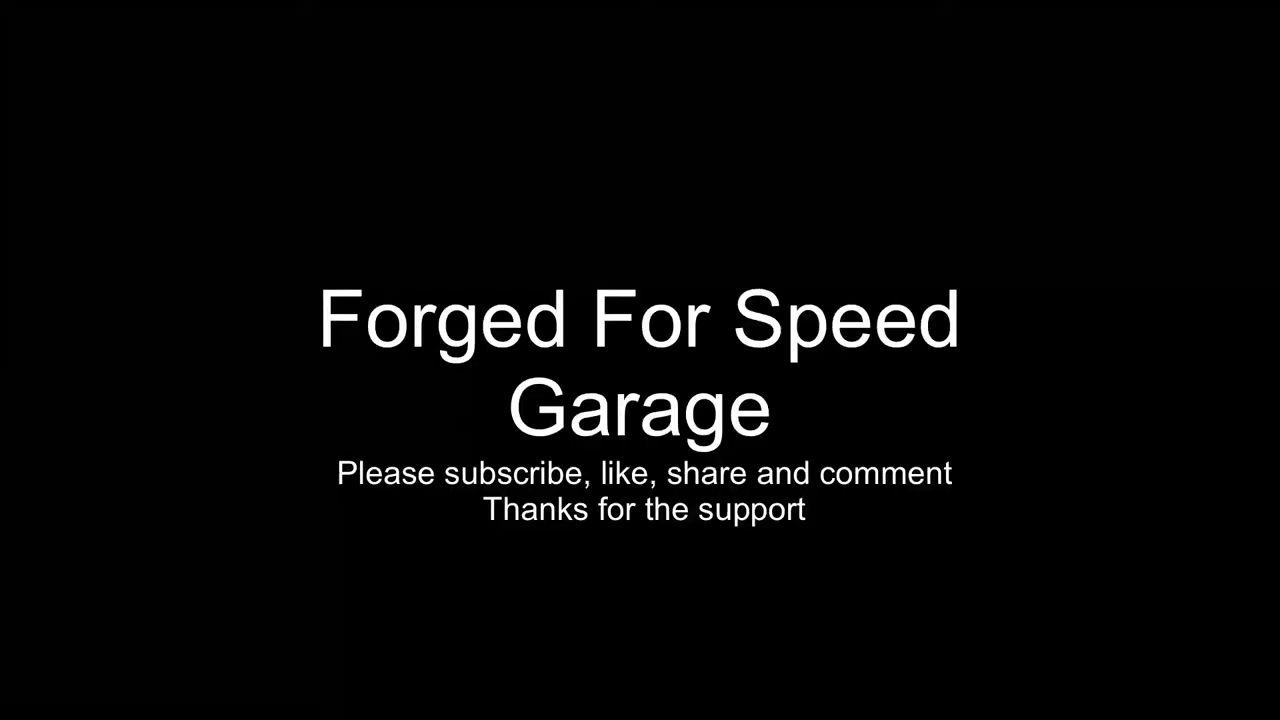 Forged For Speed
Garage
Please subscribe, like, share and comment
Thanks for the support